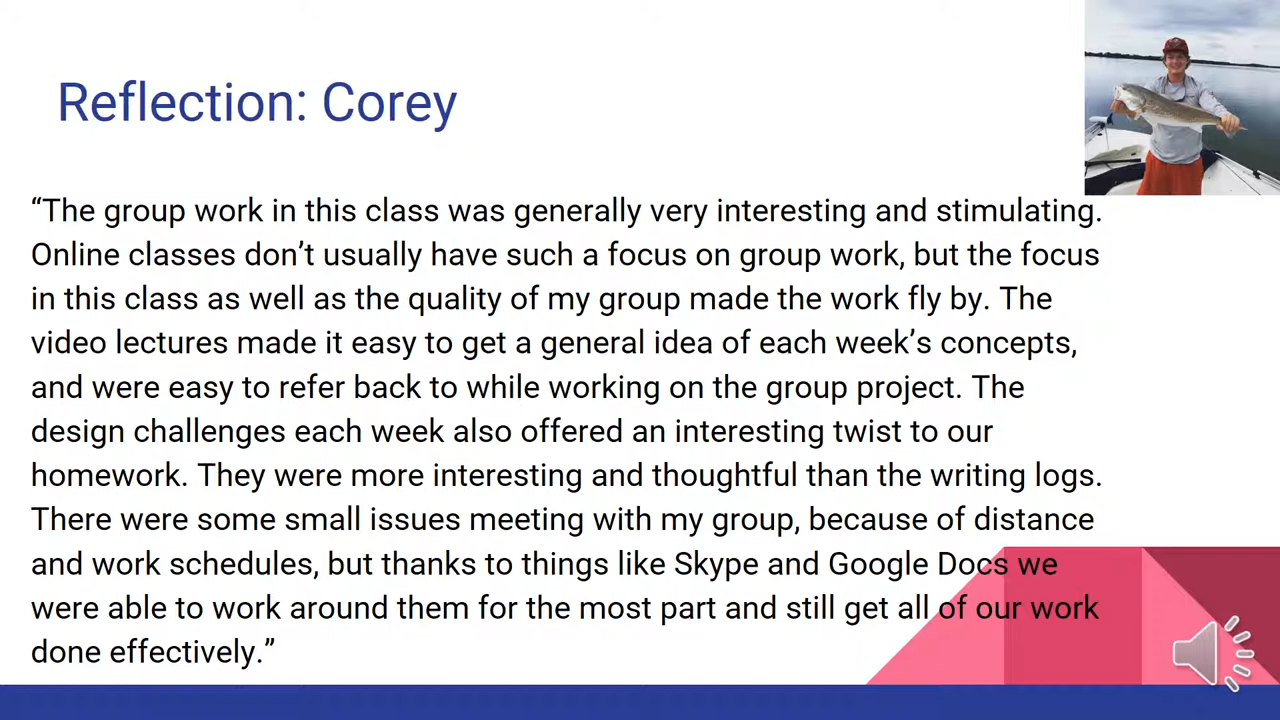 Reflection: Corey
“The group work in this class was generally very interesting and stimulating.
Online classes don’t usually have such a focus on group work, but the focus
in this class as well as the quality of my group made the work fly by. The
video lectures made it easy to get a general idea of each week’s concepts,
and were easy to refer back to while working on the group project. The
design challenges each week also offered an interesting twist to our
homework. They were more interesting and thoughtful than the writing logs.
There were some small issues meeting with my group, because of distance
and work schedules, but thanks to things like Skype and Google Docs we
were able to work around them for the most part and still get all of our work
done effectively.”